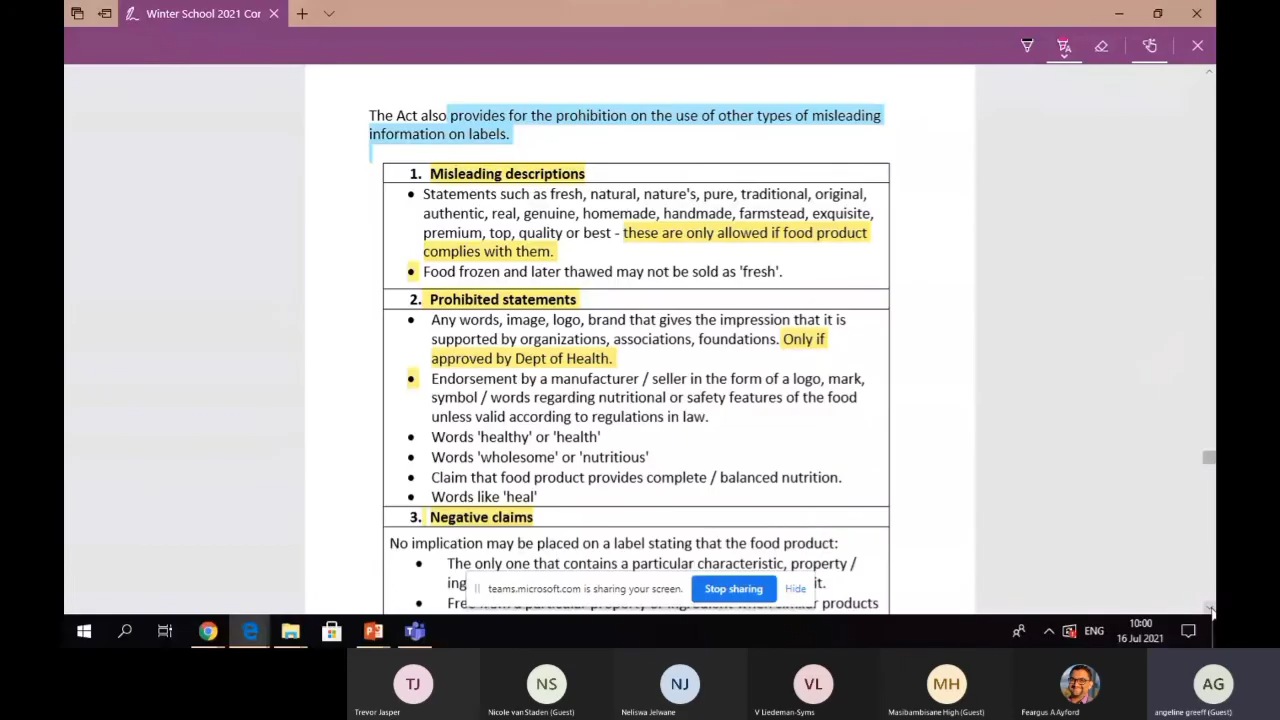 Winter School 2021 Cor
The Act also provides for the prohibition on the use of other types of misleading
information on labels.
1. Misleading descriptions
• Statements such as fresh, natural, nature's, pure, traditional, original,
authentic, real, genuine, homemade, handmade, farmstead, exquisite,
premium, top, quality or best - these are only allowed if food product
complies with them.
• Food frozen and later thawed may not be sold as 'fresh'.
2. Prohibited statements
• Any words, image, logo, brand that gives the impression that it is
supported by organizations, associations, foundations. Only if
approved by Dept of Health.
• Endorsement by a manufacturer / seller in the form of a logo, mark,
symbol / words regarding nutritional or safety features of the food
unless valid according to regulations in law.
• Words 'healthy' or 'health'
• Words 'wholesome' or 'nutritious'
• Claim that food product provides complete / balanced nutrition.
• Words like 'heal'
3. Negative claims
No implication may be placed on a label stating that the food product:
• The only one that contains a particular characteristic, property /
teams.microsoft.com is sharing your screen. Stop sharing Hide
• Free from a particular property or ingredient when similar products
ENG
10:00
16 Jul 2021
TJ NS NJ VL MH AG
Trevor Jasper Nicole van Staden (Guest) Neliswa Jelwane V Liedeman-Syms Masibambisane High (Guest) Feargus A Ayford angeline greeff (Guest)